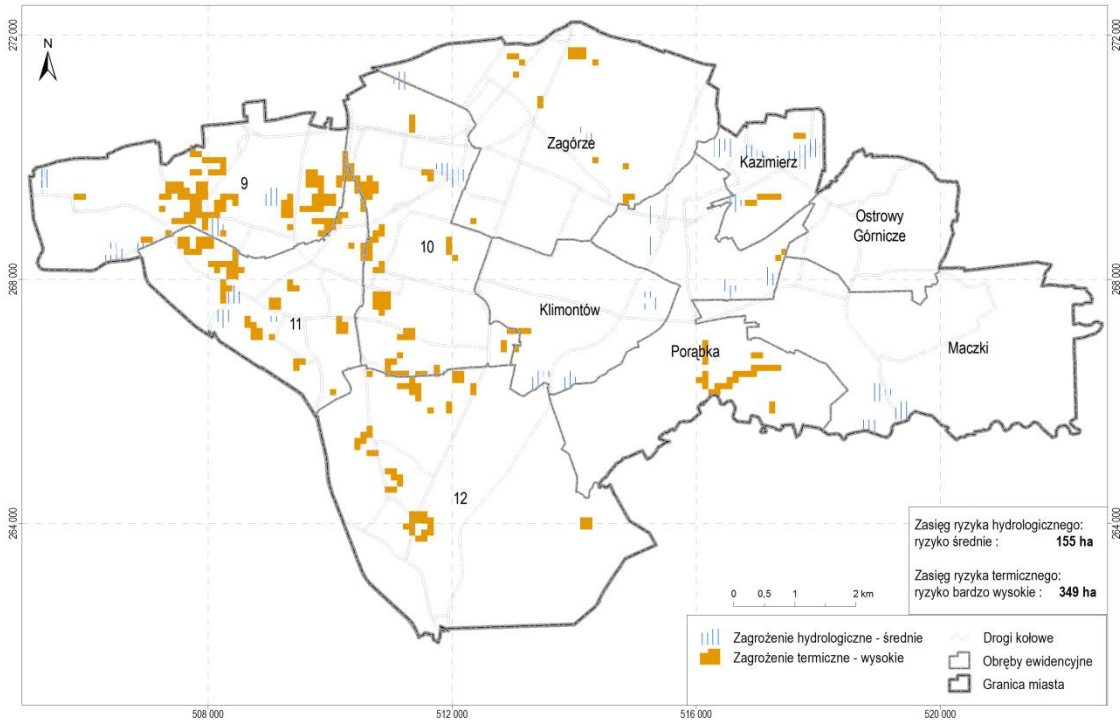 272 000
272 000
N
Zagórze
Kazimierz
9
Ostrowy
Górnicze
10
268 000
268 000
Klimontów
11
Porąbka
Maczki
12
264 000
264 000
Zasięg ryzyka hydrologicznego:
ryzyko średnie : 155 ha
Zasięg ryzyka termicznego:
ryzyko bardzo wysokie : 349 ha
0 0,5 1 2 km
Zagrożenie hydrologiczne - średnie
Zagrożenie termiczne - wysokie
Drogi kołowe
Obręby ewidencyjne
Granica miasta
508 000 512 000 516 000 520 000